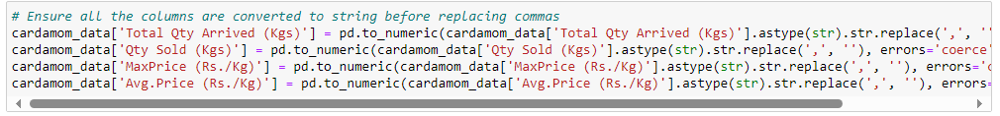 # Ensure all the columns are converted to string before replacing commas
cardamom_data['Total Qty Arrived (Kgs)'] = pd.to_numeric(cardamom_data['Total Qty Arrived (Kgs)'].astype(str).str.replace(',', ''
cardamom_data['Qty Sold (Kgs)'] = pd.to_numeric(cardamom_data['Qty Sold (Kgs)'].astype(str).str.replace(',', ''), errors='coerce'
cardamom_data['MaxPrice (Rs./Kg)'] = pd.to_numeric(cardamom_data['MaxPrice (Rs./Kg)'].astype(str).str.replace(',', ''), errors='c
cardamom_data['Avg.Price (Rs./Kg)'] = pd.to_numeric(cardamom_data['Avg.Price (Rs./Kg)'].astype(str).str.replace(',', ''), errors=